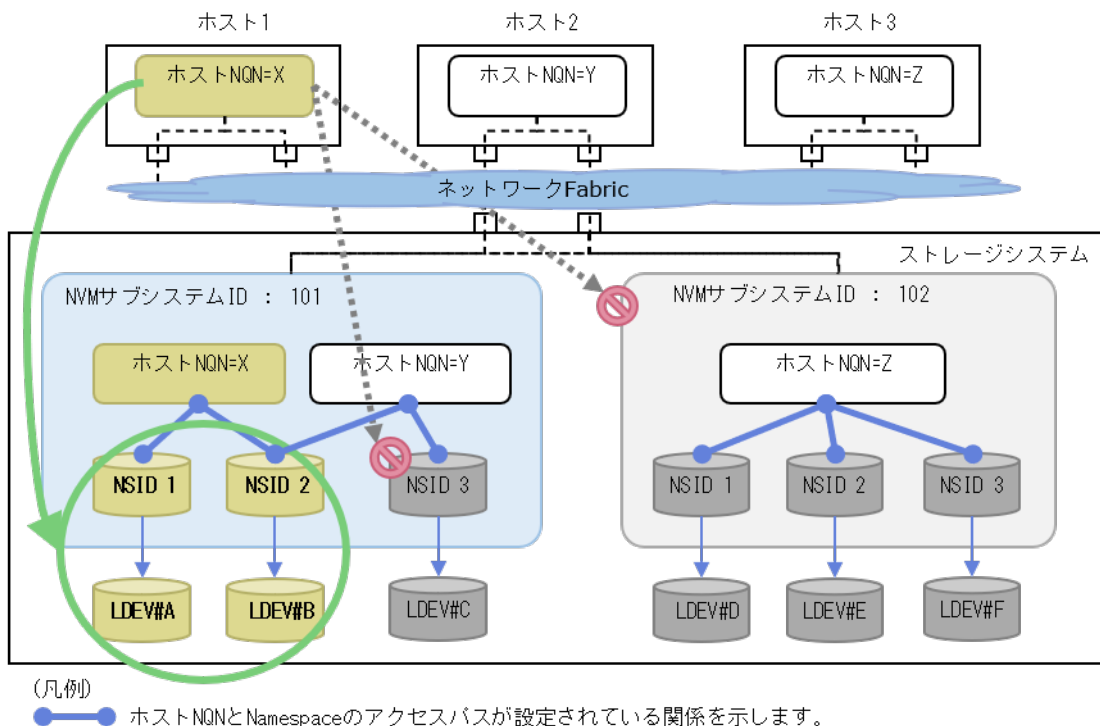 ホスト1
ホスト2
ホスト3
ホストNQN=X
ホストNQN=Y
ホストNQN=Z
ネットワークFabric
ストレージシステム
NVMサブシステムID : 101
NVMサブシステムID : 102
ホストNQN=X
ホストNQN=Y
ホストNQN=Z
NSID 1
NSID 2
NSID 3
NSID 1
NSID 2
NSID 3
LDEV#A
LDEV#B
LDEV#C
LDEV#D
LDEV#E
LDEV#F
(凡例)
ホストNQNとNamespaceのアクセスパスが設定されている関係を示します。